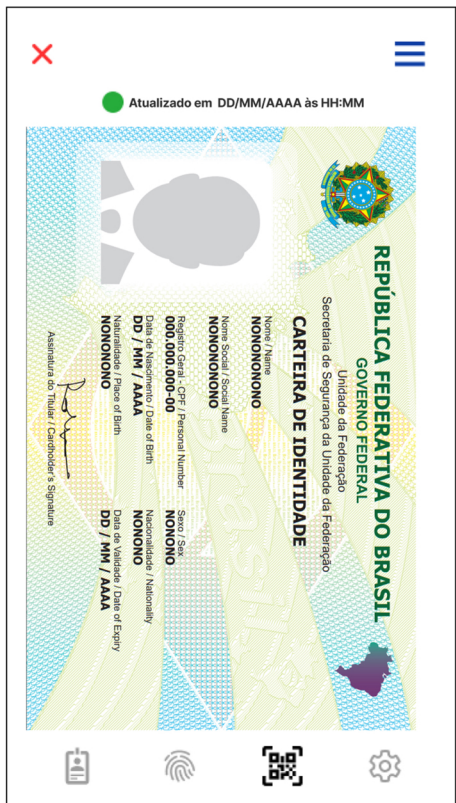 Atualizado em DD/MM/AAAA às HH:MM
REPÚBLICA FEDERATIVA DO BRASIL
GOVERNO FEDERAL
Unidade da Federação
Secretaria de Segurança da Unidade da Federação
CARTEIRA DE IDENTIDADE
Nome / Name
NONONONONO
Nome Social / Social Name
NONONONONO
Registro Geral - CPF / Personal Number
000.000.000-00
Sexo / Sex
NONONO
Data de Nascimento / Date of Birth
DD / MM / AAAA
Nacionalidade / Nationality
NONONO
Naturalidade / Place of Birth
NONONONO
Data de Validade / Date of Expiry
DD / MM / AAAA
Assinatura do Titular / Cardholder's Signature
Brasil